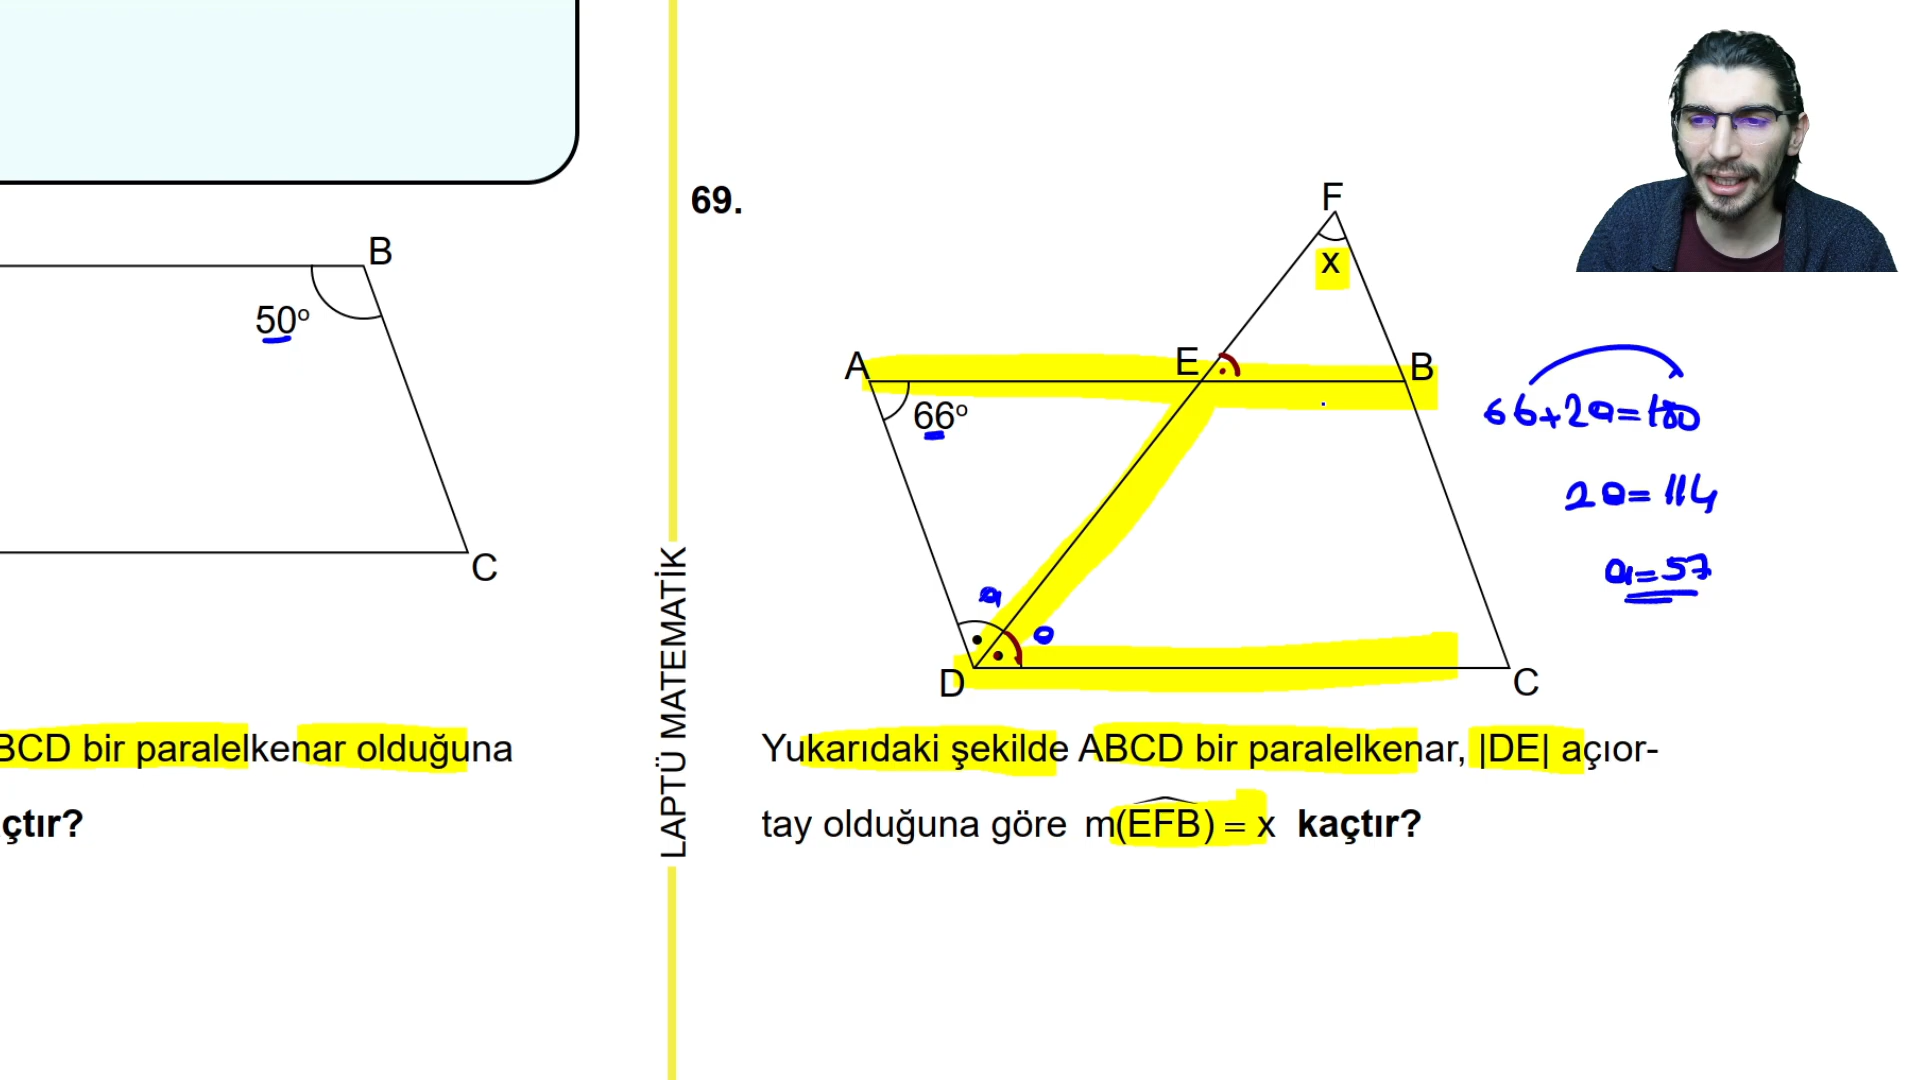 B
50°
C
BCD bir paralelkenar olduğuna
çtır?
LAPTÜ MATEMATİK
69.
F
x
A
E
B
66°
a
a
D
C
66+2a=180
2a=114
a=57
Yukarıdaki şekilde ABCD bir paralelkenar, |DE| açıor-
tay olduğuna göre m(EFB) = x kaçtır?